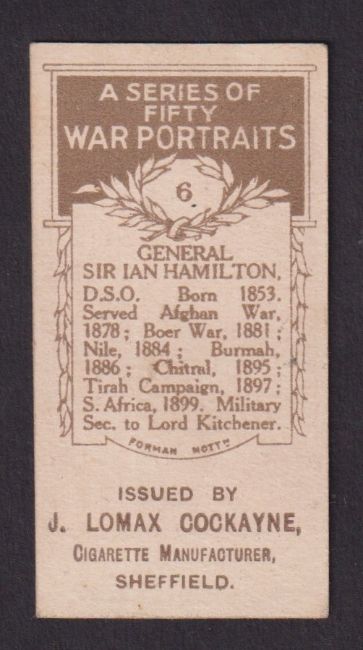 A SERIES OF
FIFTY
WAR PORTRAITS
6
GENERAL
SIR IAN HAMILTON,
D.S.O. Born 1853.
Served Afghan War,
1878; Boer War, 1881;
Nile, 1884; Burmah,
1886; Chitral, 1895;
Tirah Campaign, 1897;
S. Africa, 1899. Military
Sec. to Lord Kitchener.
FORMAN NOTTM
ISSUED BY
J. LOMAX COCKAYNE,
CIGARETTE MANUFACTURER,
SHEFFIELD.